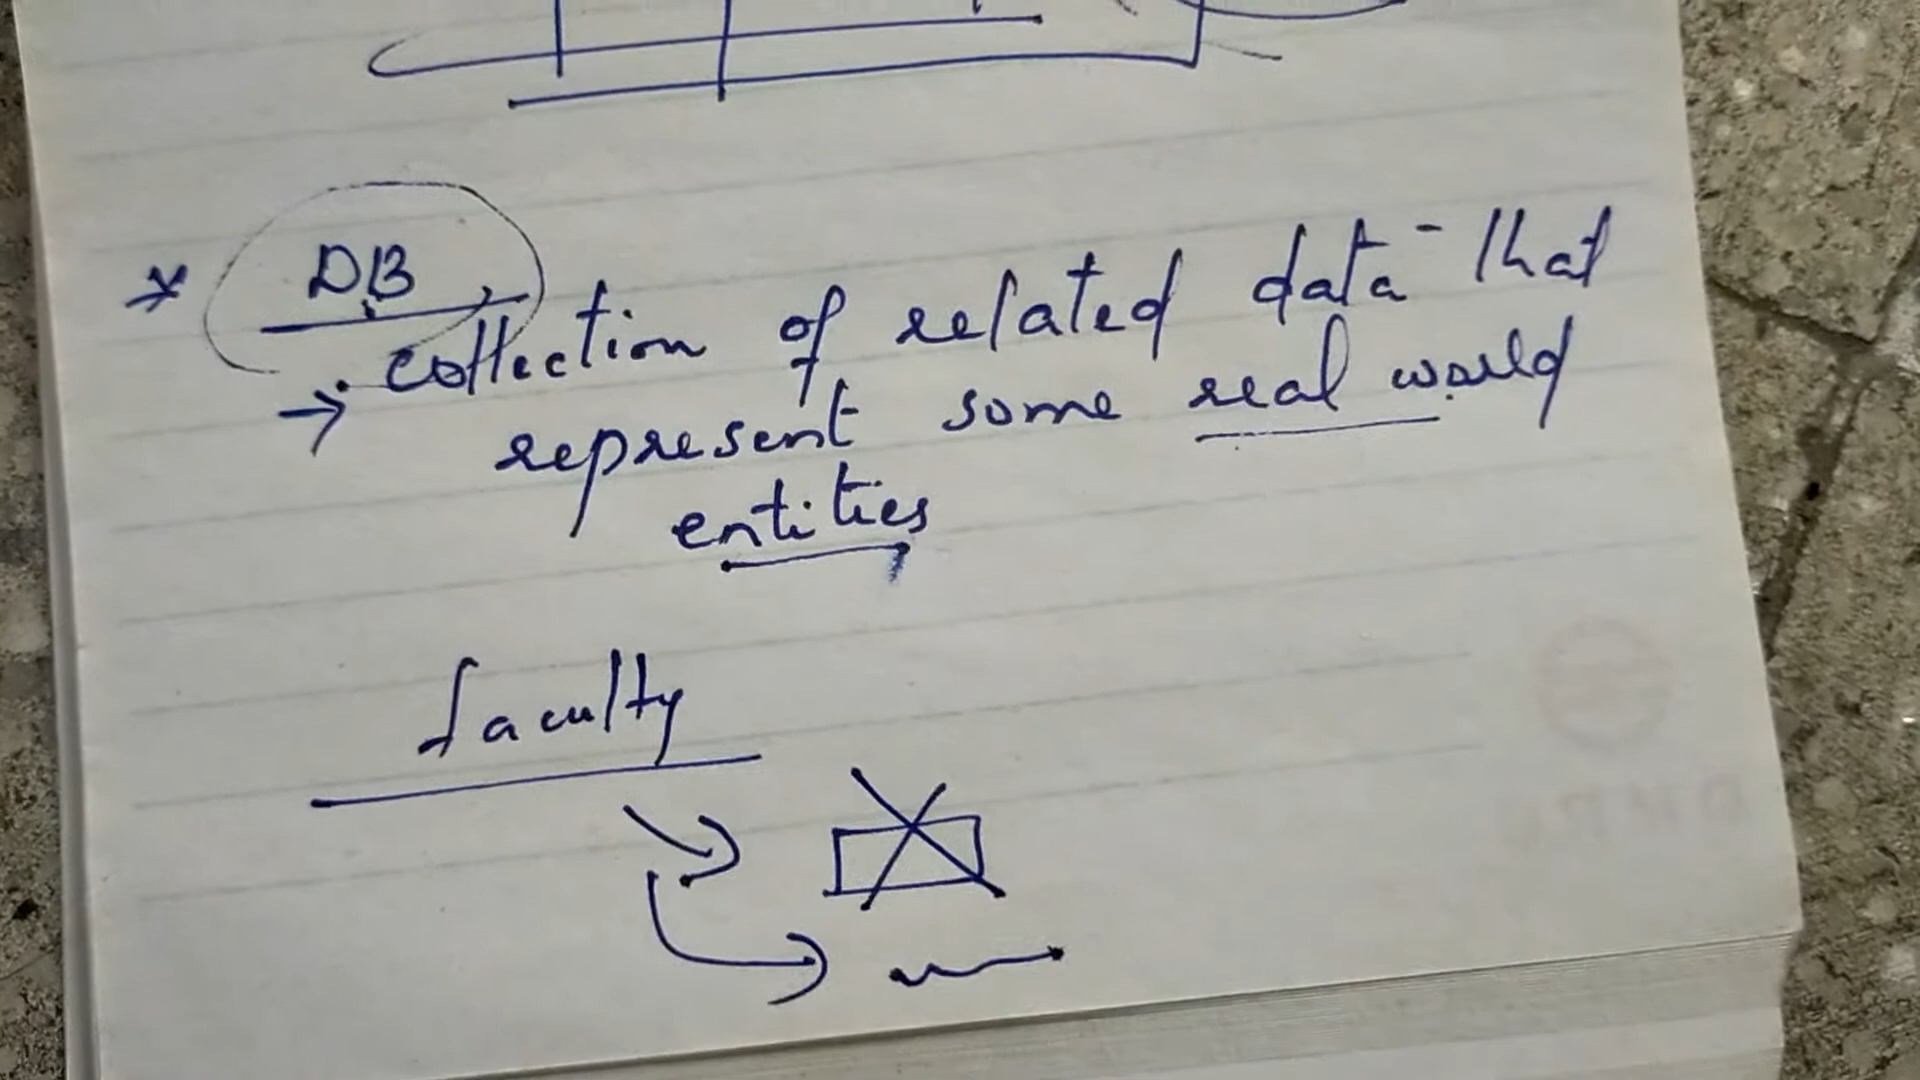 * DB
→ collection of related data that
represent some real world
entities
faculty